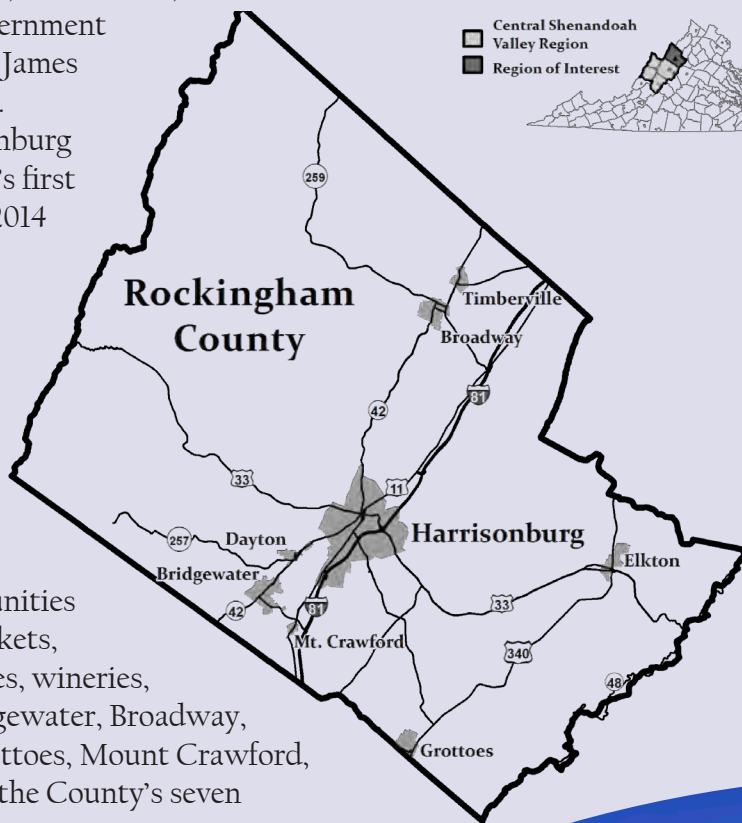 ernment
James
Central Shenandoah
Valley Region
Region of Interest
nburg
's first
2014
259
Rockingham
County
Timberville
Broadway
81
42
33
11
Harrisonburg
257
Dayton
Elkton
Bridgewater
33
42
81
Mt. Crawford
340
48
Grottoes
unities
kets,
es, wineries,
gewater, Broadway,
ottoes, Mount Crawford,
the County's seven